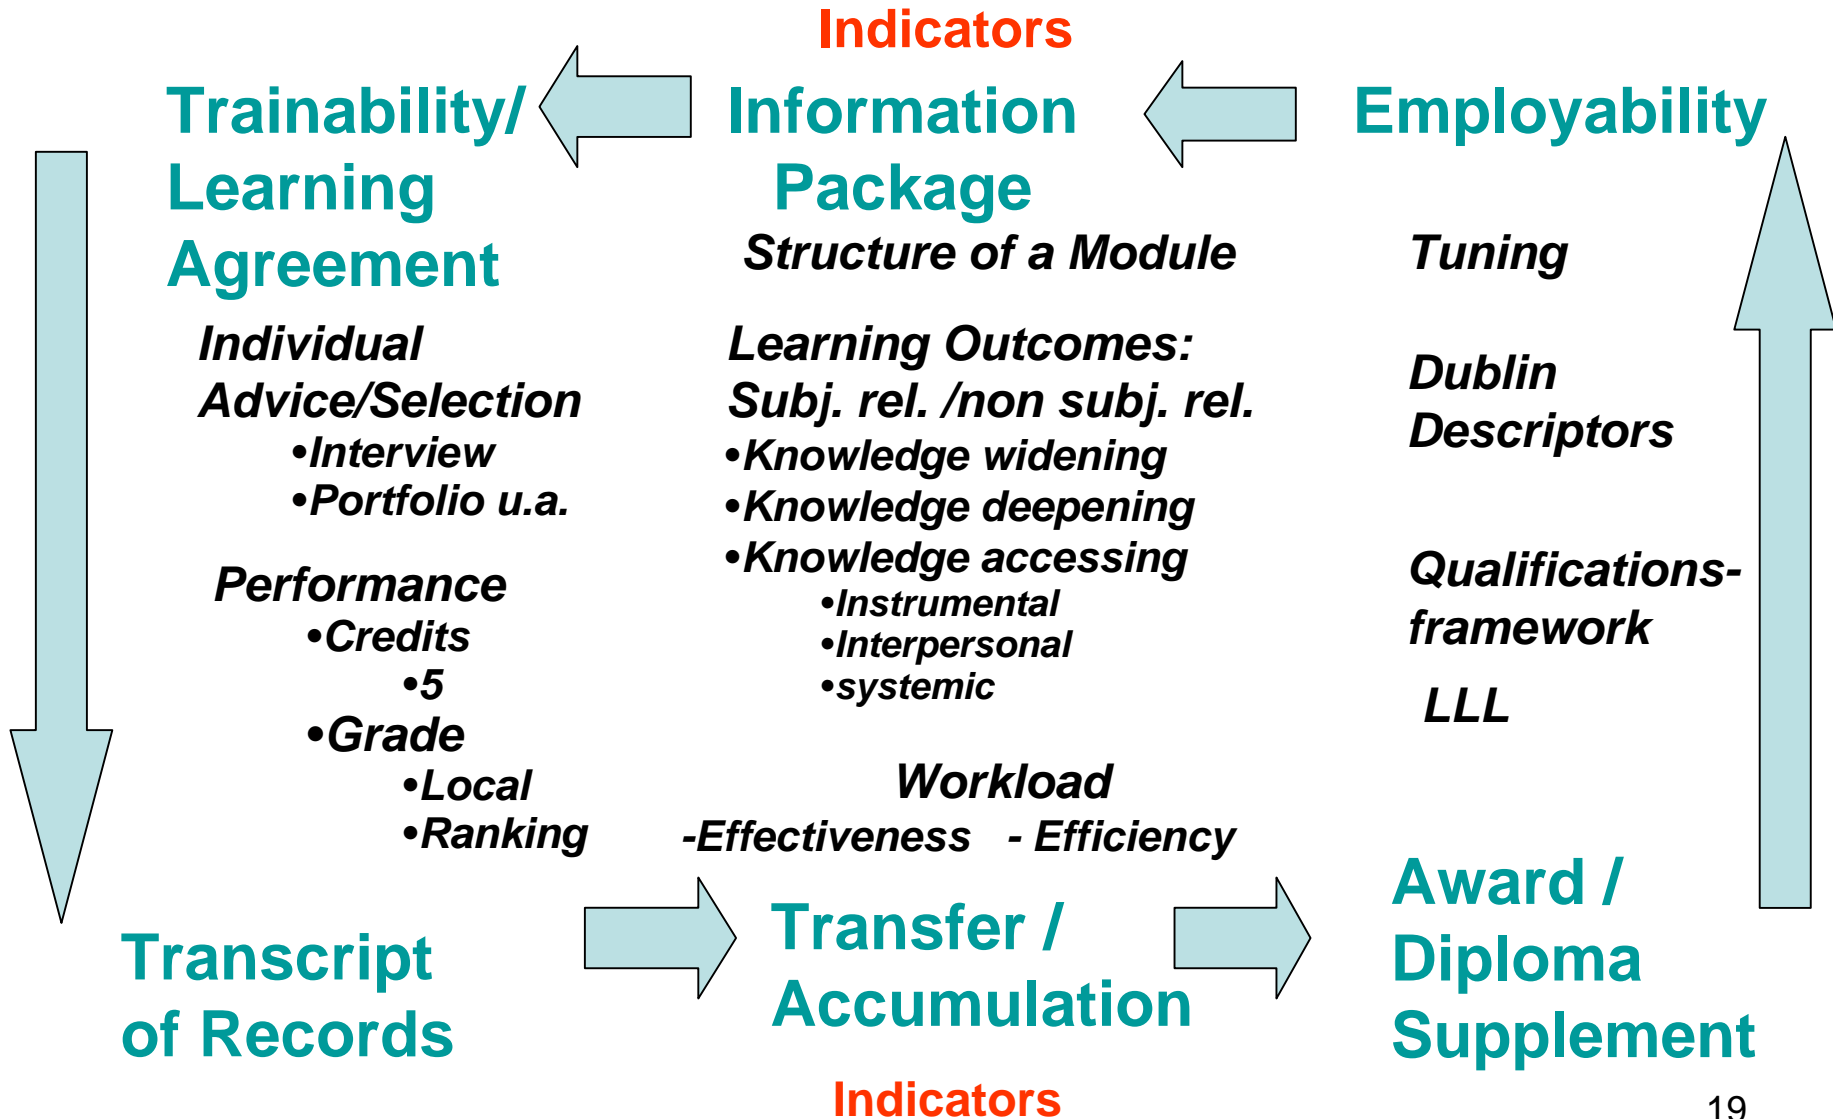 Indicators
Trainability/
Learning
Agreement
Individual
Advice/Selection
•Interview
•Portfolio u.a.
Performance
•Credits
•5
•Grade
•Local
•Ranking
Transcript
of Records
Information
Package
Structure of a Module
Learning Outcomes:
Subj. rel. /non subj. rel.
•Knowledge widening
•Knowledge deepening
•Knowledge accessing
•Instrumental
•Interpersonal
•systemic
Workload
-Effectiveness - Efficiency
Transfer /
Accumulation
Employability
Tuning
Dublin
Descriptors
Qualifications-
framework
LLL
Award /
Diploma
Supplement
Indicators
19